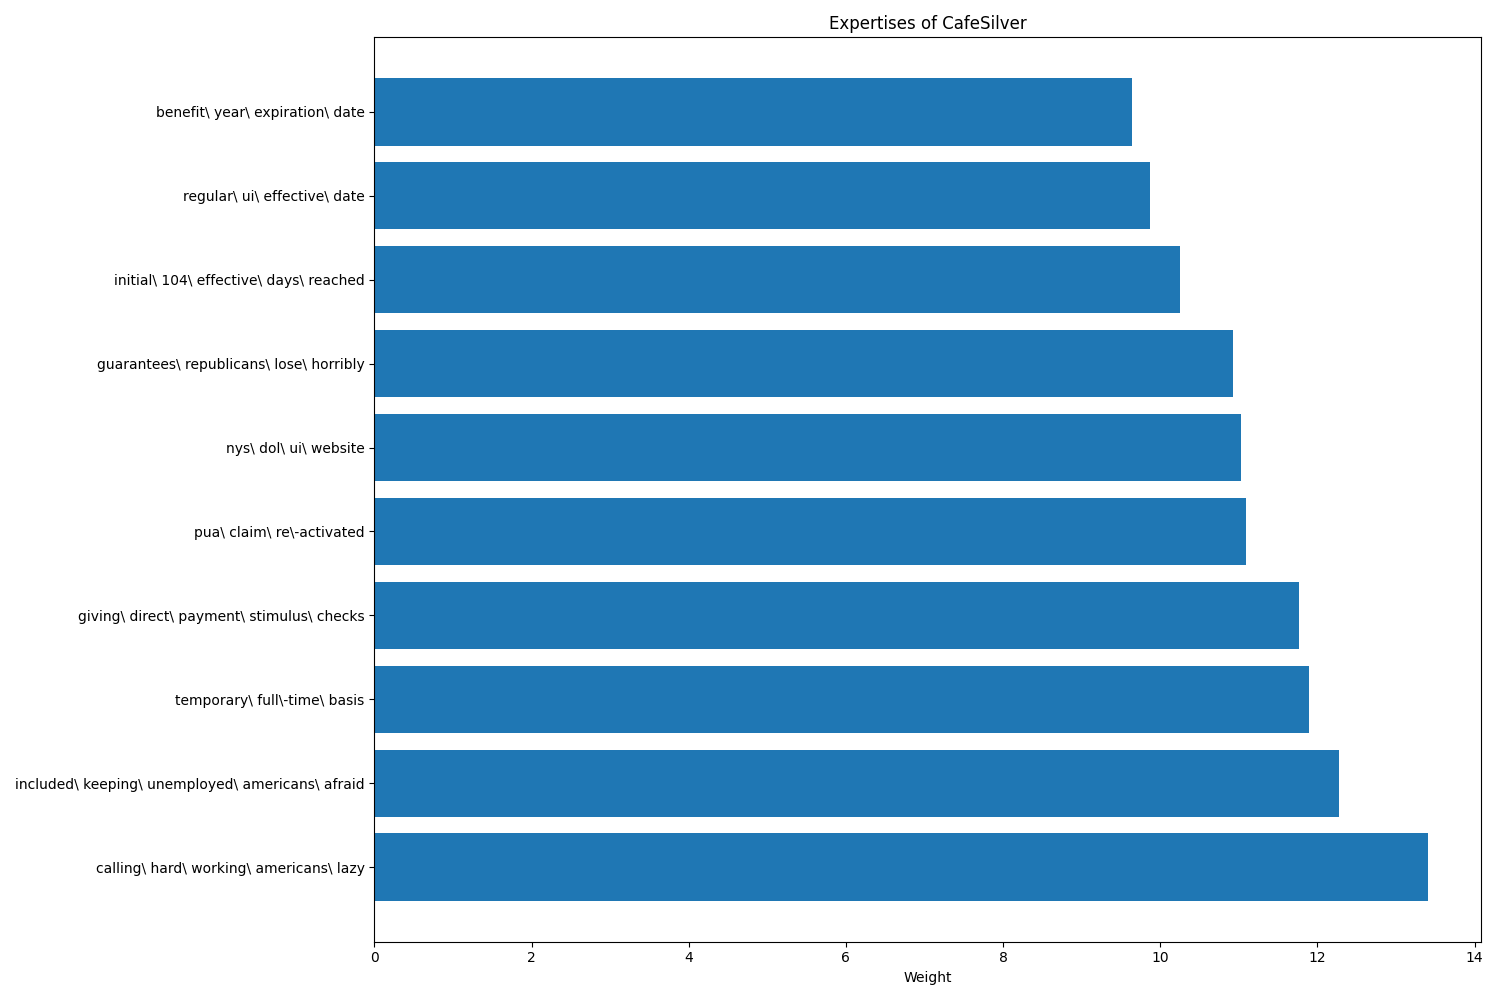 Expertises of CafeSilver
benefit\ year\ expiration\ date
regular\ ui\ effective\ date
initial\ 104\ effective\ days\ reached
guarantees\ republicans\ lose\ horribly
nys\ dol\ ui\ website
pua\ claim\ re\-activated
giving\ direct\ payment\ stimulus\ checks
temporary\ full\-time\ basis
included\ keeping\ unemployed\ americans\ afraid
calling\ hard\ working\ americans\ lazy
0 2 4 6 8 10 12 14
Weight